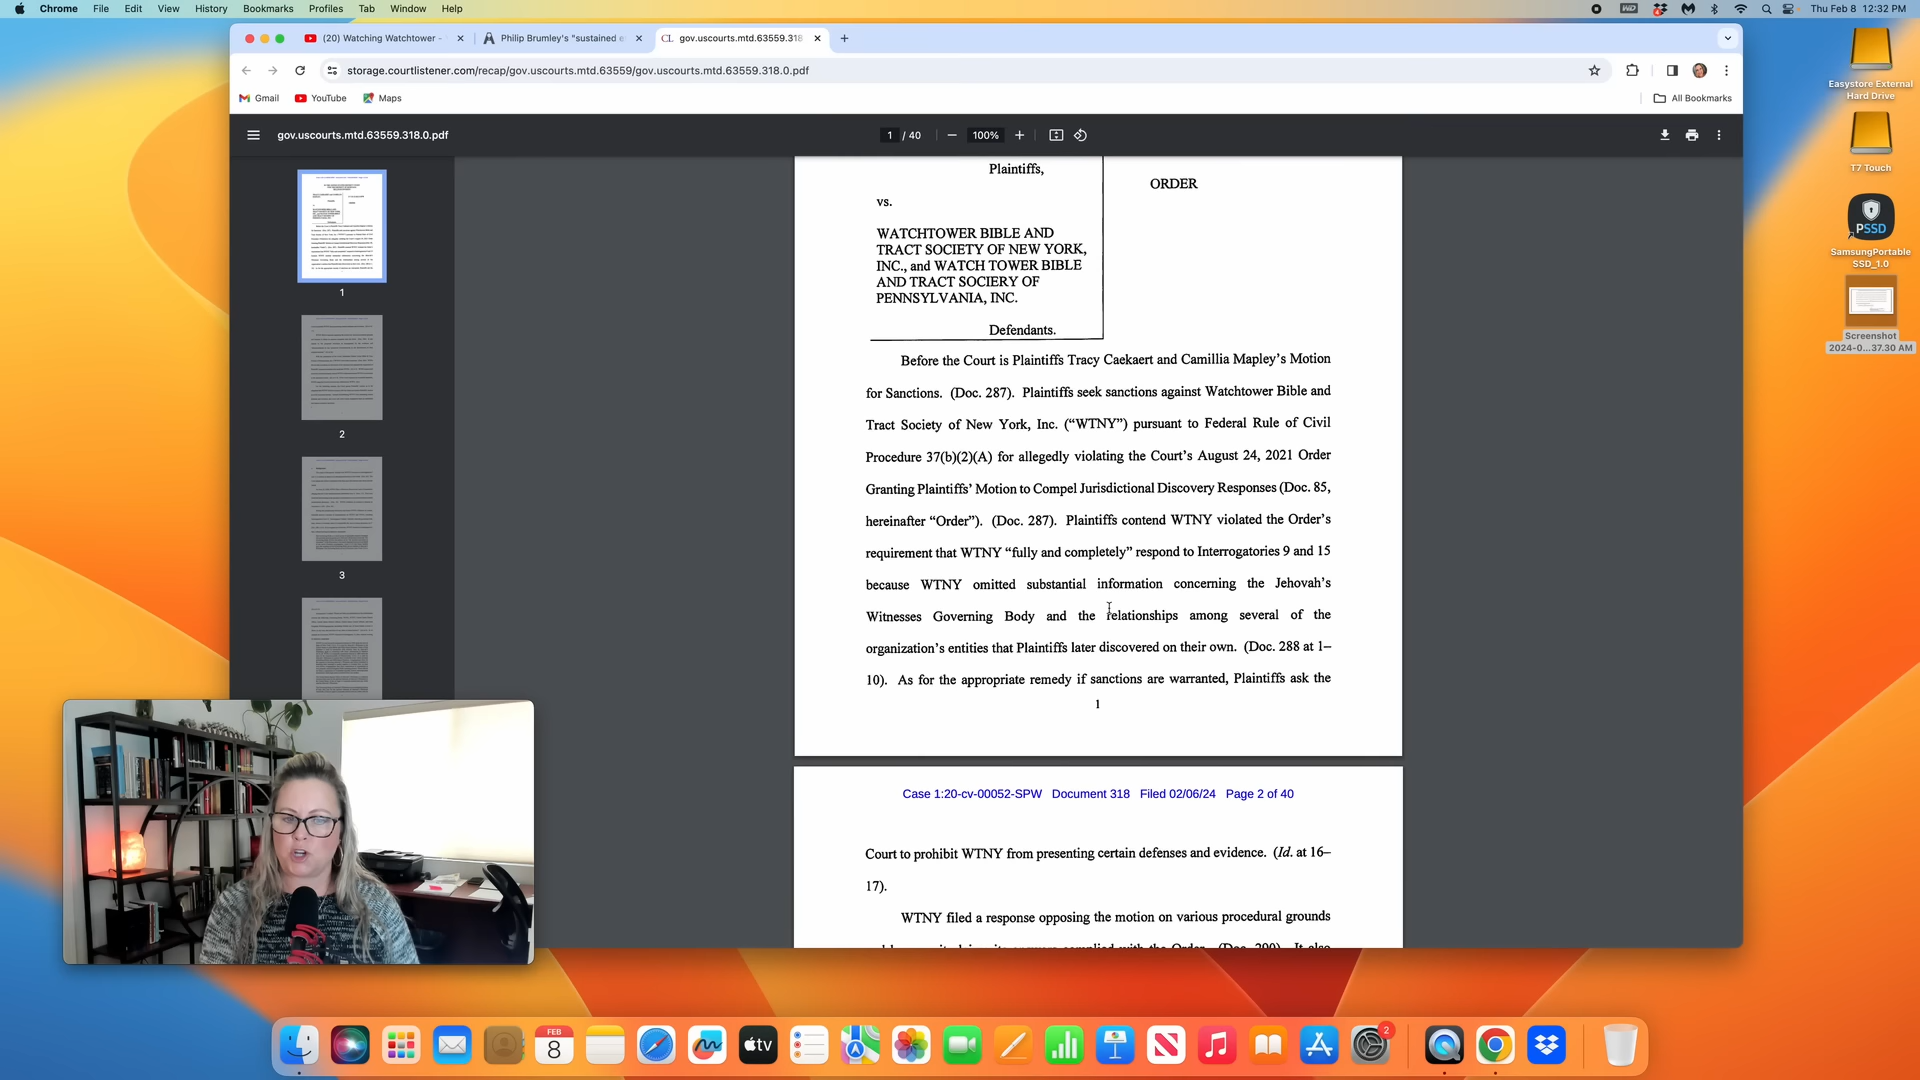 Chrome File Edit View History Bookmarks Profiles Tab Window Help
Thu Feb 8 12:32 PM
(20) Watching Watchtower -
Philip Brumley's "sustained e
CL gov.uscourts.mtd.63559.318
storage.courtlistener.com/recap/gov.uscourts.mtd.63559/gov.uscourts.mtd.63559.318.0.pdf
Gmail YouTube Maps
All Bookmarks
gov.uscourts.mtd.63559.318.0.pdf
1 / 40
100%
1
2
3
Plaintiffs,
ORDER
vs.
WATCHTOWER BIBLE AND
TRACT SOCIETY OF NEW YORK,
INC., and WATCH TOWER BIBLE
AND TRACT SOCIERY OF
PENNSYLVANIA, INC.
Defendants.
Before the Court is Plaintiffs Tracy Caekaert and Camillia Mapley's Motion
for Sanctions. (Doc. 287). Plaintiffs seek sanctions against Watchtower Bible and
Tract Society of New York, Inc. ("WTNY") pursuant to Federal Rule of Civil
Procedure 37(b)(2)(A) for allegedly violating the Court's August 24, 2021 Order
Granting Plaintiffs' Motion to Compel Jurisdictional Discovery Responses (Doc. 85,
hereinafter "Order"). (Doc. 287). Plaintiffs contend WTNY violated the Order's
requirement that WTNY "fully and completely" respond to Interrogatories 9 and 15
because WTNY omitted substantial information concerning the Jehovah's
Witnesses Governing Body and the relationships among several of the
organization's entities that Plaintiffs later discovered on their own. (Doc. 288 at 1–
10). As for the appropriate remedy if sanctions are warranted, Plaintiffs ask the
1
Case 1:20-cv-00052-SPW Document 318 Filed 02/06/24 Page 2 of 40
Court to prohibit WTNY from presenting certain defenses and evidence. (Id. at 16–
17).
WTNY filed a response opposing the motion on various procedural grounds
Easystore External
Hard Drive
T7 Touch
PSSD
SamsungPortable
SSD_1.0
Screenshot
2024-0...37.30 AM
FEB
8
tv
2